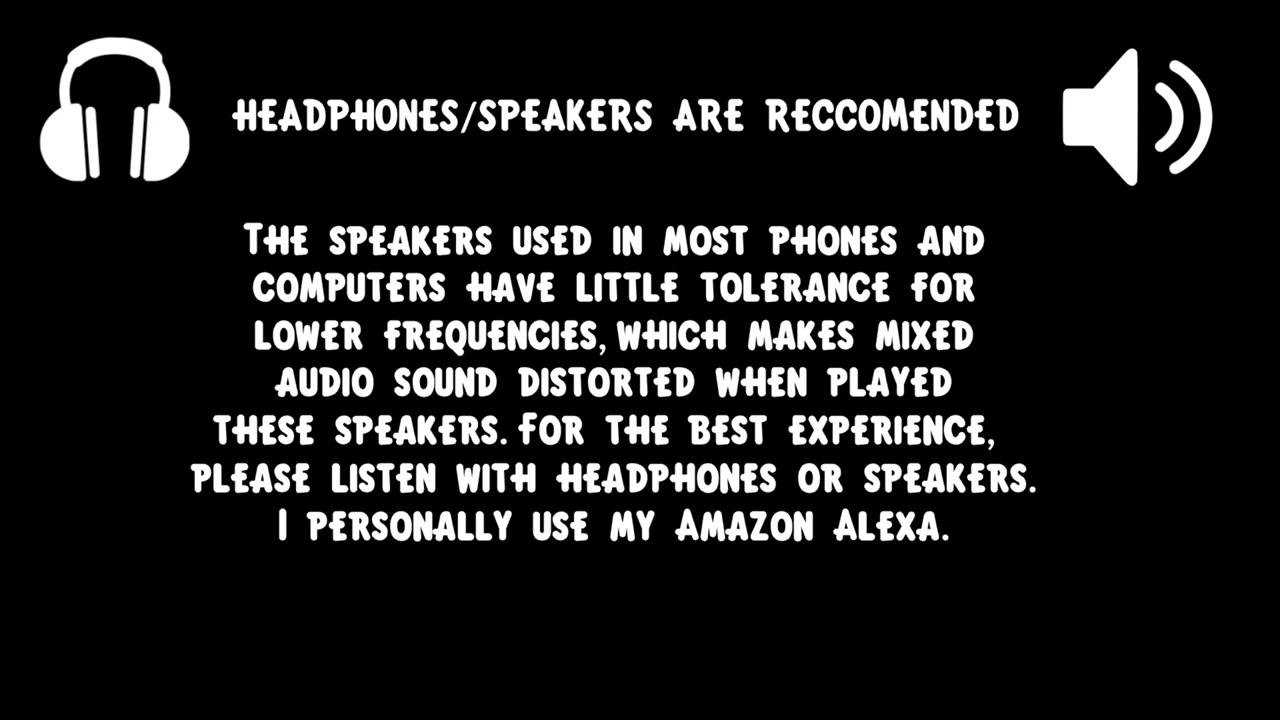 HEADPHONES/SPEAKERS ARE RECCOMENDED
THE SPEAKERS USED IN MOST PHONES AND
COMPUTERS HAVE LITTLE TOLERANCE FOR
LOWER FREQUENCIES, WHICH MAKES MIXED
AUDIO SOUND DISTORTED WHEN PLAYED
THESE SPEAKERS. FOR THE BEST EXPERIENCE,
PLEASE LISTEN WITH HEADPHONES OR SPEAKERS.
I PERSONALLY USE MY AMAZON ALEXA.